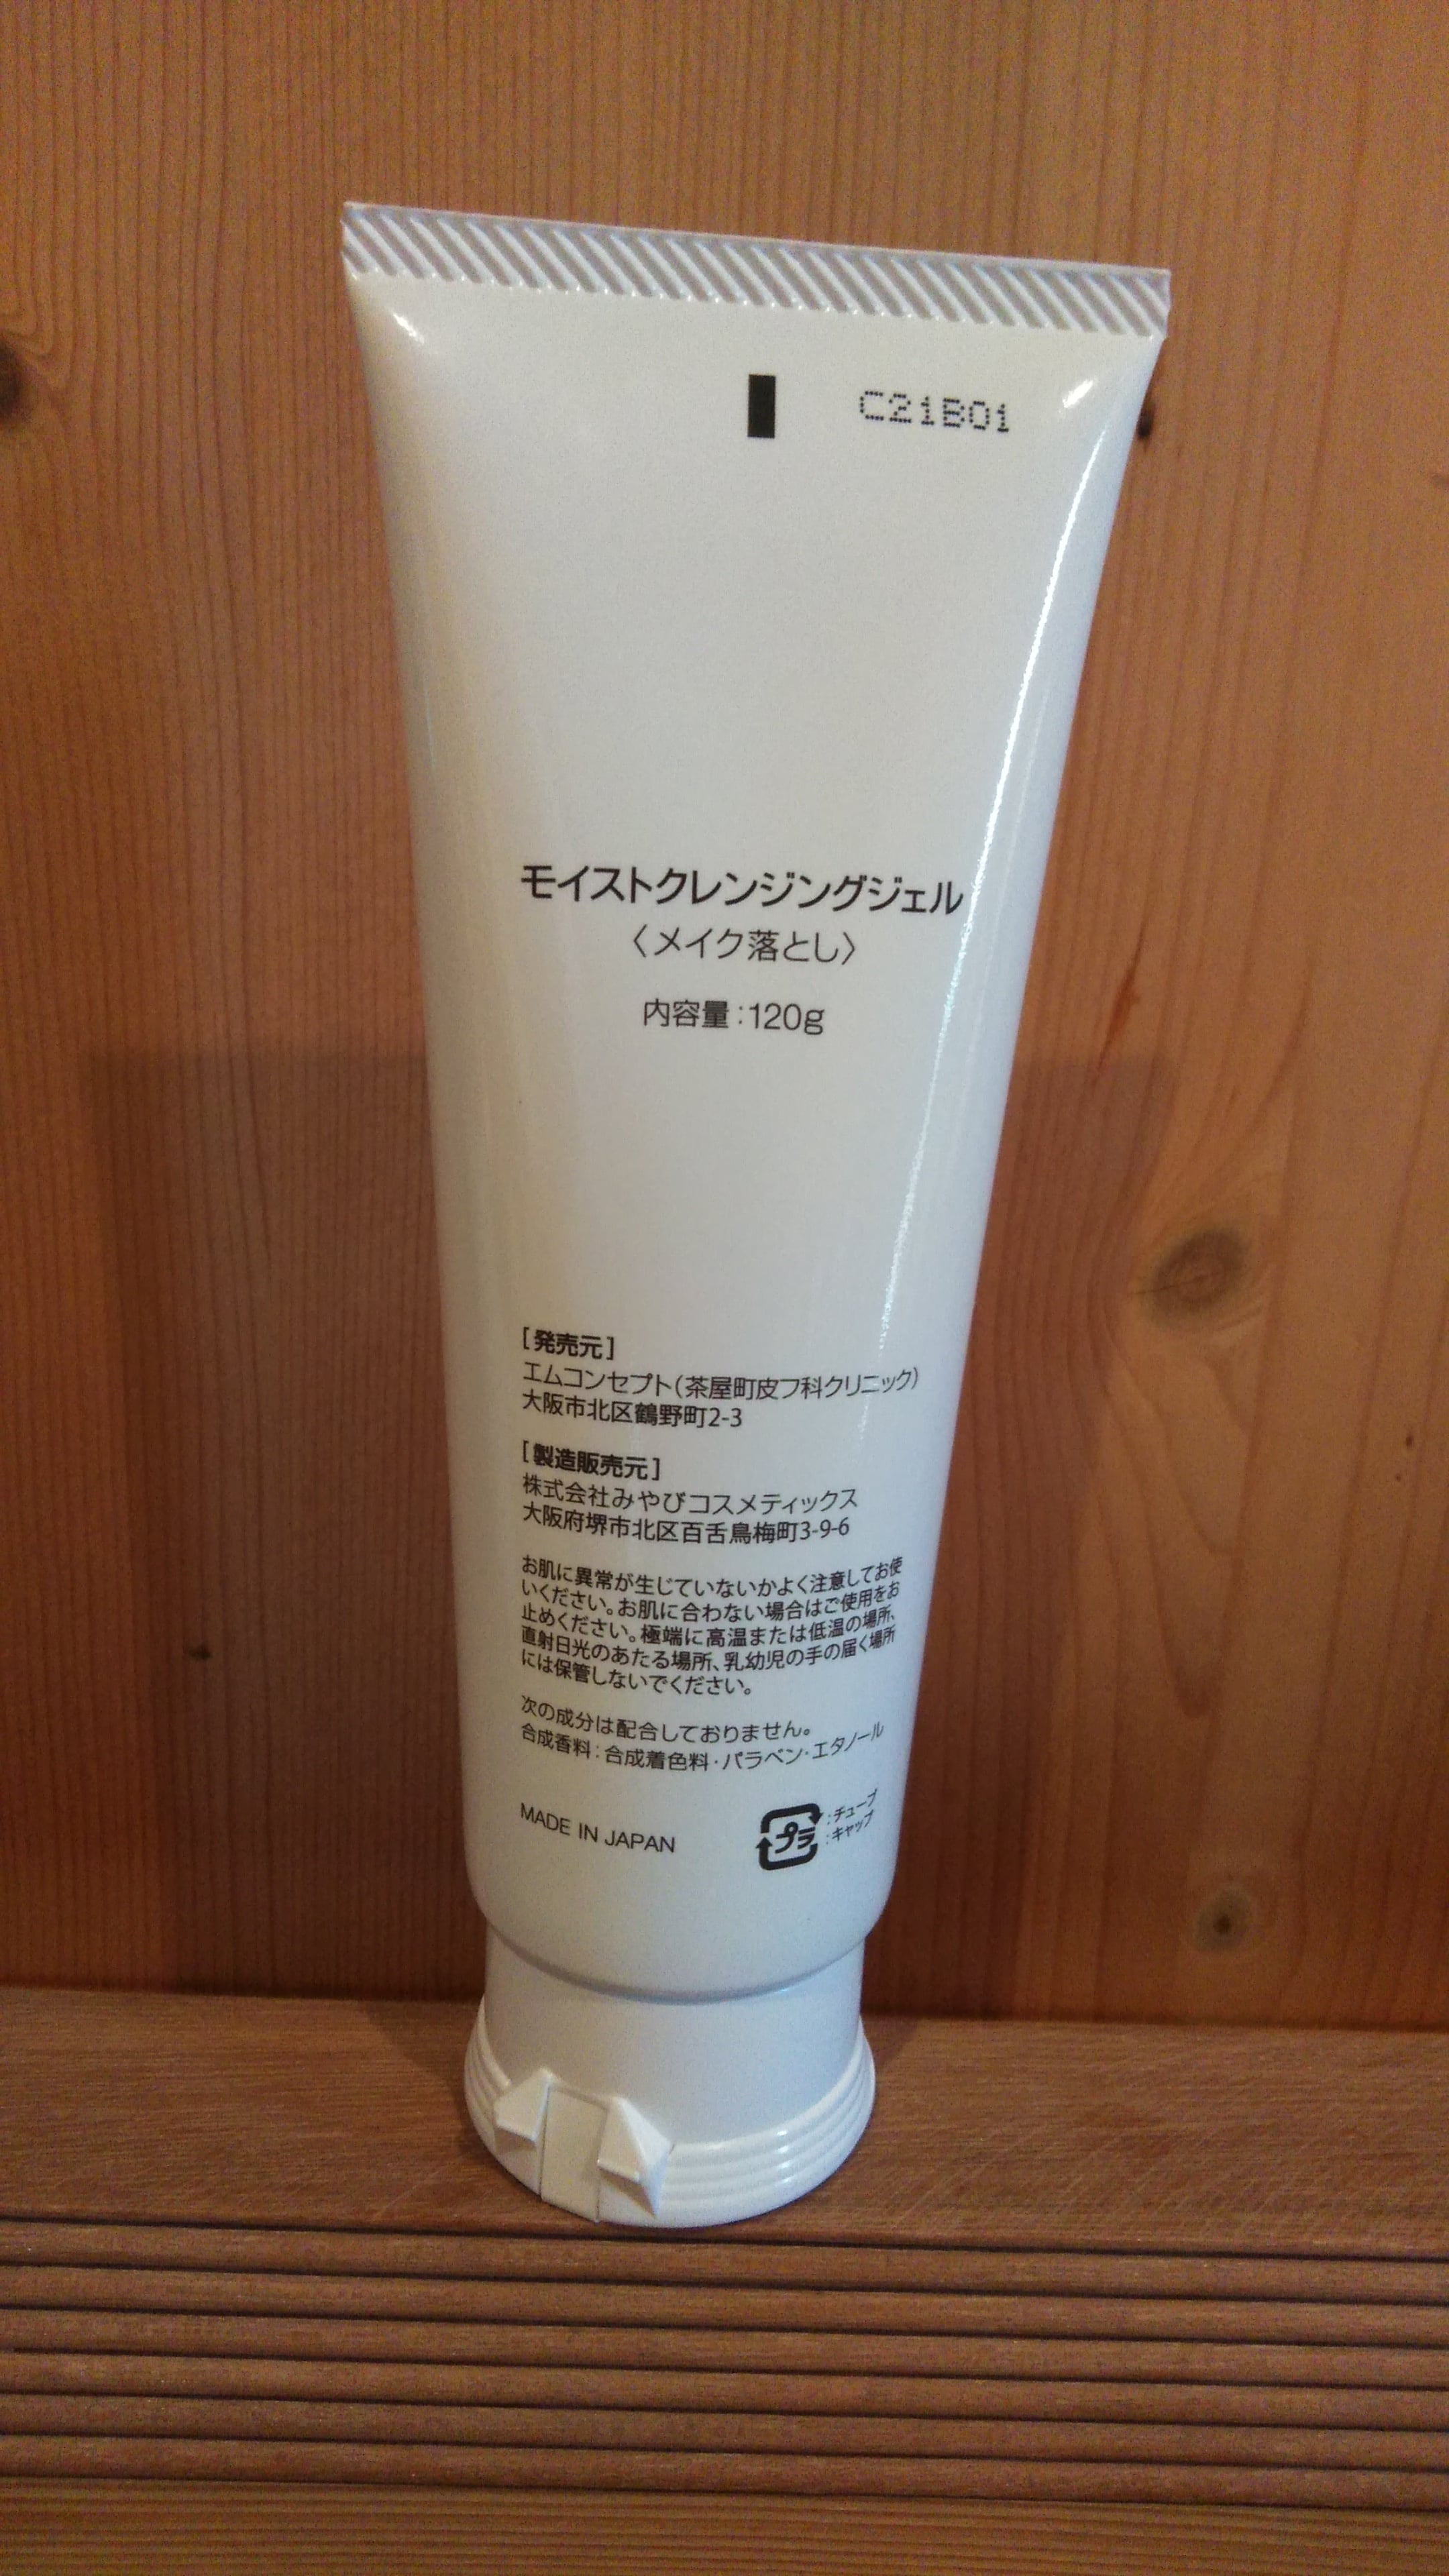 C21B01
モイストクレンジングジェル
〈メイク落とし〉
内容量:120g
[発売元]
エムコンセプト(茶屋町皮フ科クリニック)
大阪市北区鶴野町2-3
[製造販売元]
株式会社みやびコスメティックス
大阪府堺市北区百舌鳥梅町3-9-6
お肌に異常が生じていないかよく注意してお使
いください。お肌に合わない場合はご使用をお
止めください。極端に高温または低温の場所、
直射日光のあたる場所、乳幼児の手の届く場所
には保管しないでください。
次の成分は配合しておりません。
合成香料:合成着色料・パラベン・エタノール
MADE IN JAPAN
プラ
:チューブ
:キャップ